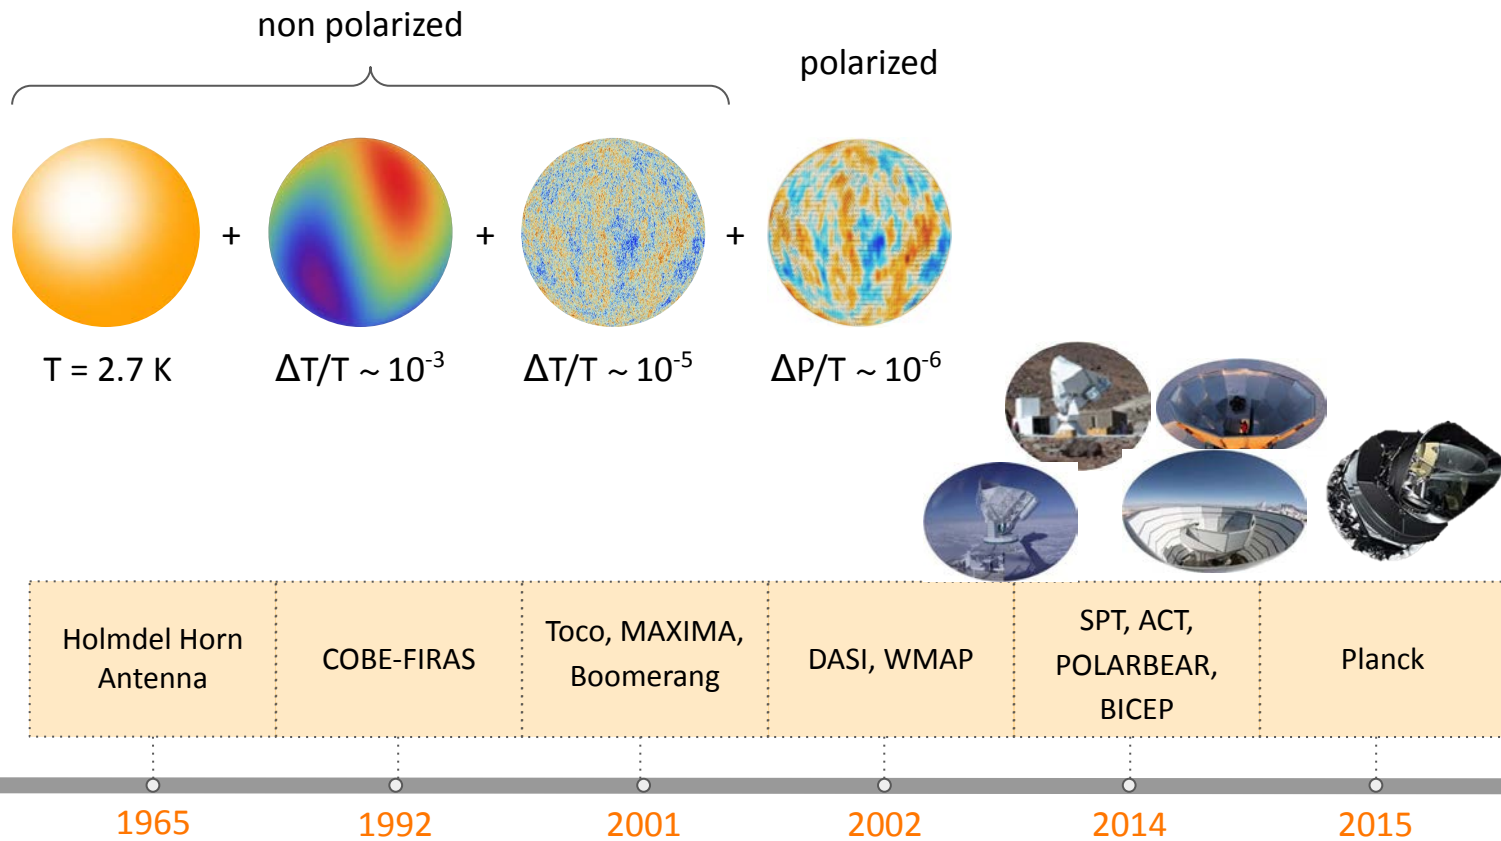 non polarized
polarized
+
+
+
T = 2.7 K
ΔT/T ~ 10⁻³
ΔT/T ~ 10⁻⁵
ΔP/T ~ 10⁻⁶
Holmdel Horn
Antenna
COBE-FIRAS
Toco, MAXIMA,
Boomerang
DASI, WMAP
SPT, ACT,
POLARBEAR,
BICEP
Planck
1965
1992
2001
2002
2014
2015